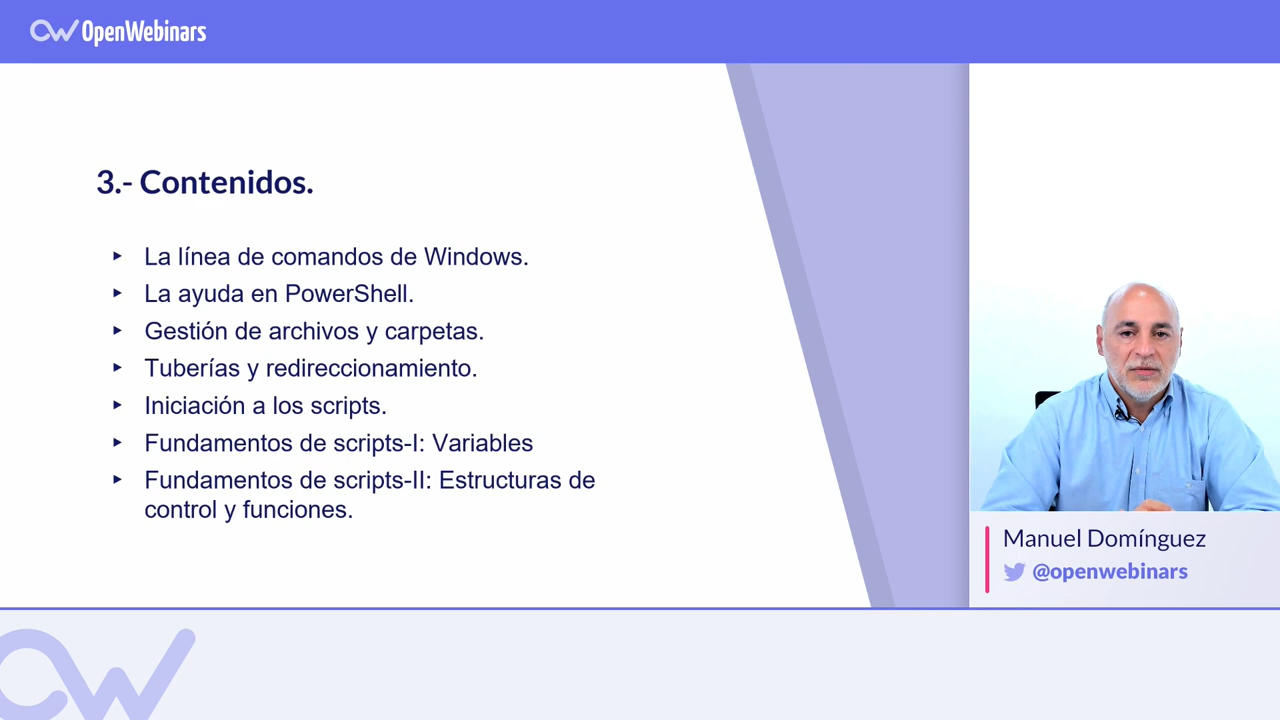 OpenWebinars
3.- Contenidos.
La línea de comandos de Windows.
La ayuda en PowerShell.
Gestión de archivos y carpetas.
Tuberías y redireccionamiento.
Iniciación a los scripts.
Fundamentos de scripts-I: Variables
Fundamentos de scripts-II: Estructuras de
control y funciones.
Manuel Domínguez
@openwebinars